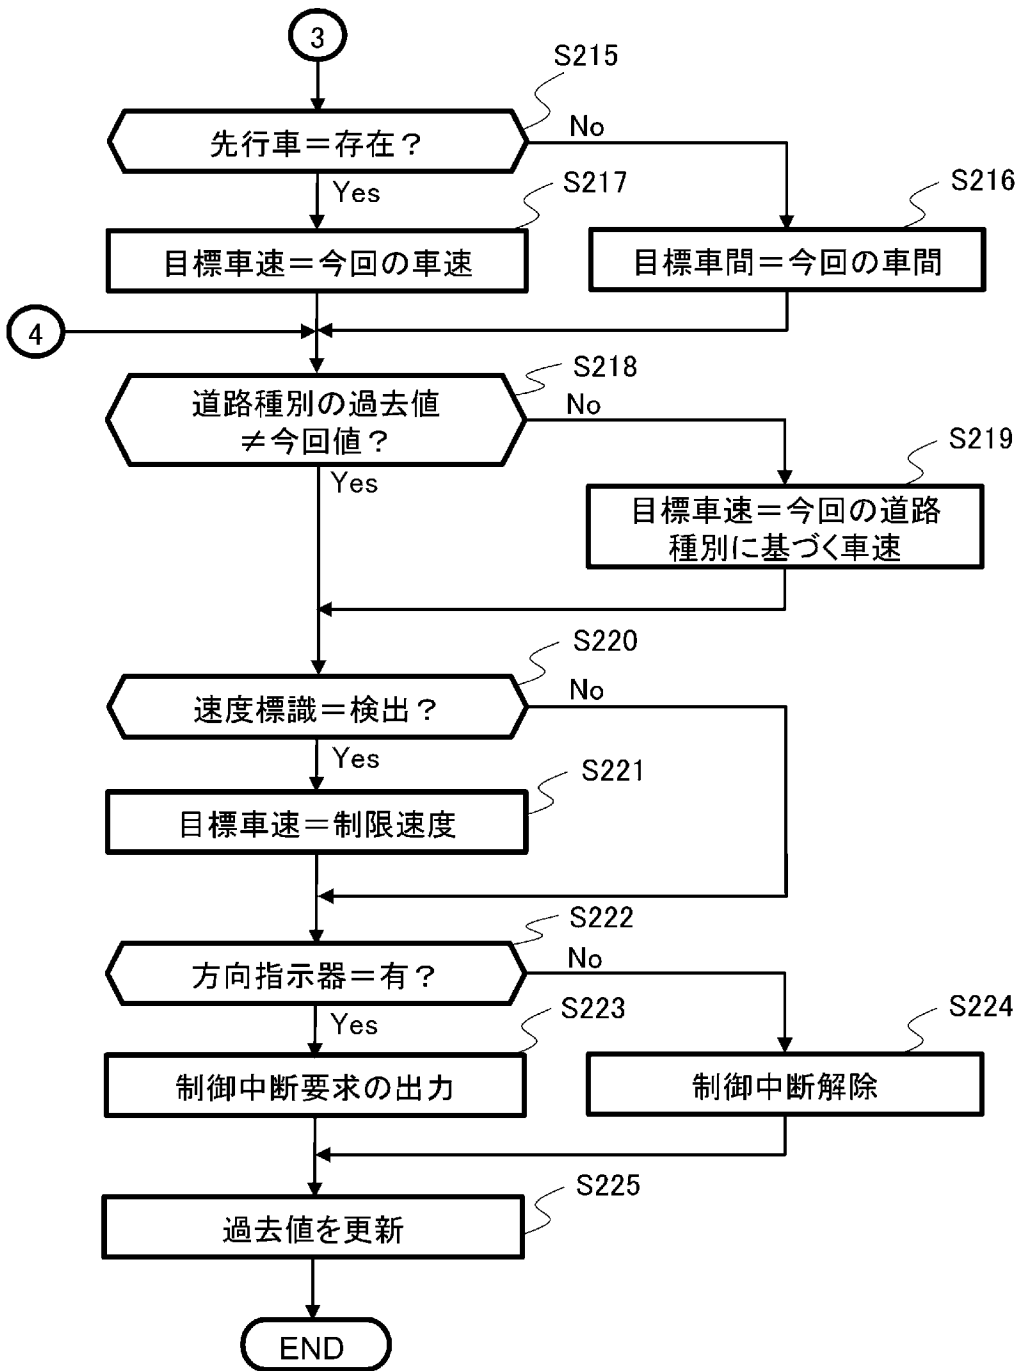 3
S215
先行車＝存在？
No
Yes
S217
S216
目標車速＝今回の車速
目標車間＝今回の車間
4
S218
道路種別の過去値
≠今回値？
No
Yes
S219
目標車速＝今回の道路
種別に基づく車速
S220
速度標識＝検出？
No
Yes
S221
目標車速＝制限速度
S222
方向指示器＝有？
No
Yes
S223
S224
制御中断要求の出力
制御中断解除
S225
過去値を更新
END